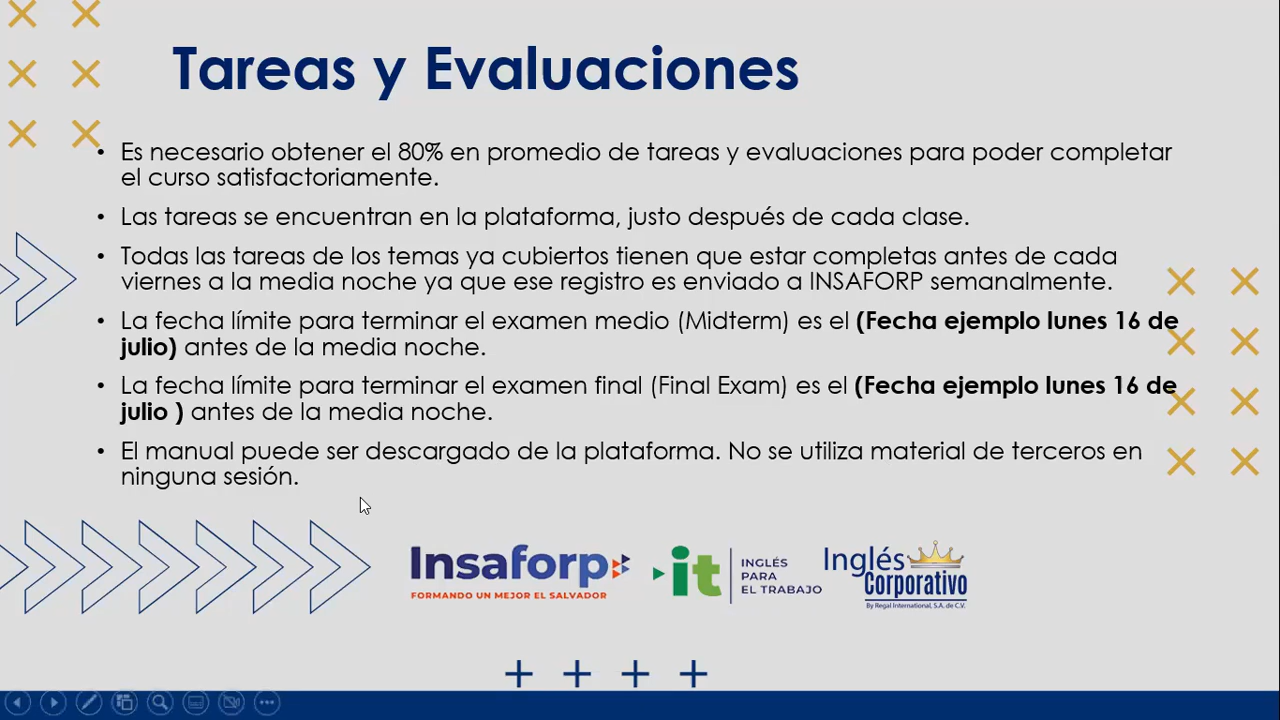 Tareas y Evaluaciones
• Es necesario obtener el 80% en promedio de tareas y evaluaciones para poder completar
el curso satisfactoriamente.
• Las tareas se encuentran en la plataforma, justo después de cada clase.
• Todas las tareas de los temas ya cubiertos tienen que estar completas antes de cada
viernes a la media noche ya que ese registro es enviado a INSAFORP semanalmente.
• La fecha límite para terminar el examen medio (Midterm) es el (Fecha ejemplo lunes 16 de
julio) antes de la media noche.
• La fecha límite para terminar el examen final (Final Exam) es el (Fecha ejemplo lunes 16 de
julio ) antes de la media noche.
• El manual puede ser descargado de la plataforma. No se utiliza material de terceros en
ninguna sesión.
Insaforp
FORMANDO UN MEJOR EL SALVADOR
it
INGLÉS
PARA
EL TRABAJO
Inglés
Corporativo
By Regal International, S.A. de C.V.